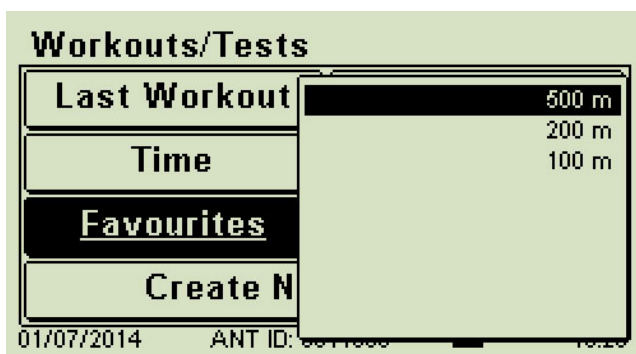 Workouts/Tests
Last Workout
Time
Favourites
Create N
500 m
200 m
100 m
01/07/2014 ANT ID: